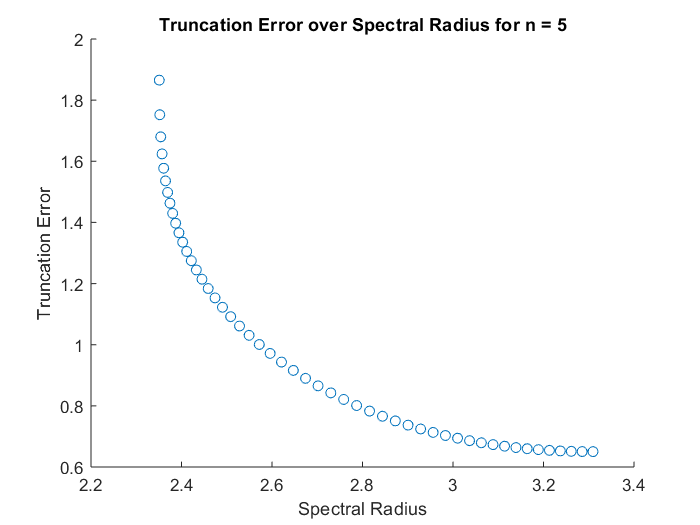 Truncation Error over Spectral Radius for n = 5
2
1.8
1.6
1.4
1.2
1
0.8
0.6
Truncation Error
2.2 2.4 2.6 2.8 3 3.2 3.4
Spectral Radius